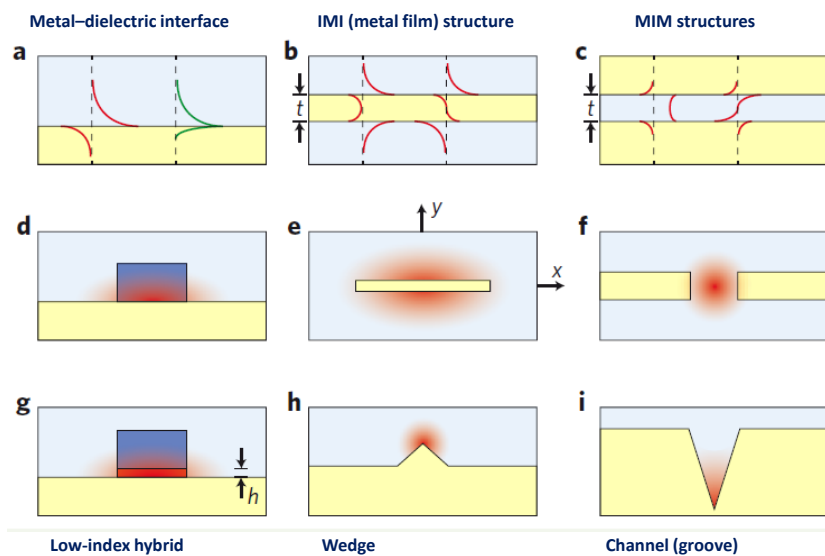 Metal–dielectric interface
IMI (metal film) structure
MIM structures
a
b
c
t
t
d
e
f
y
x
g
h
i
h
Low-index hybrid
Wedge
Channel (groove)